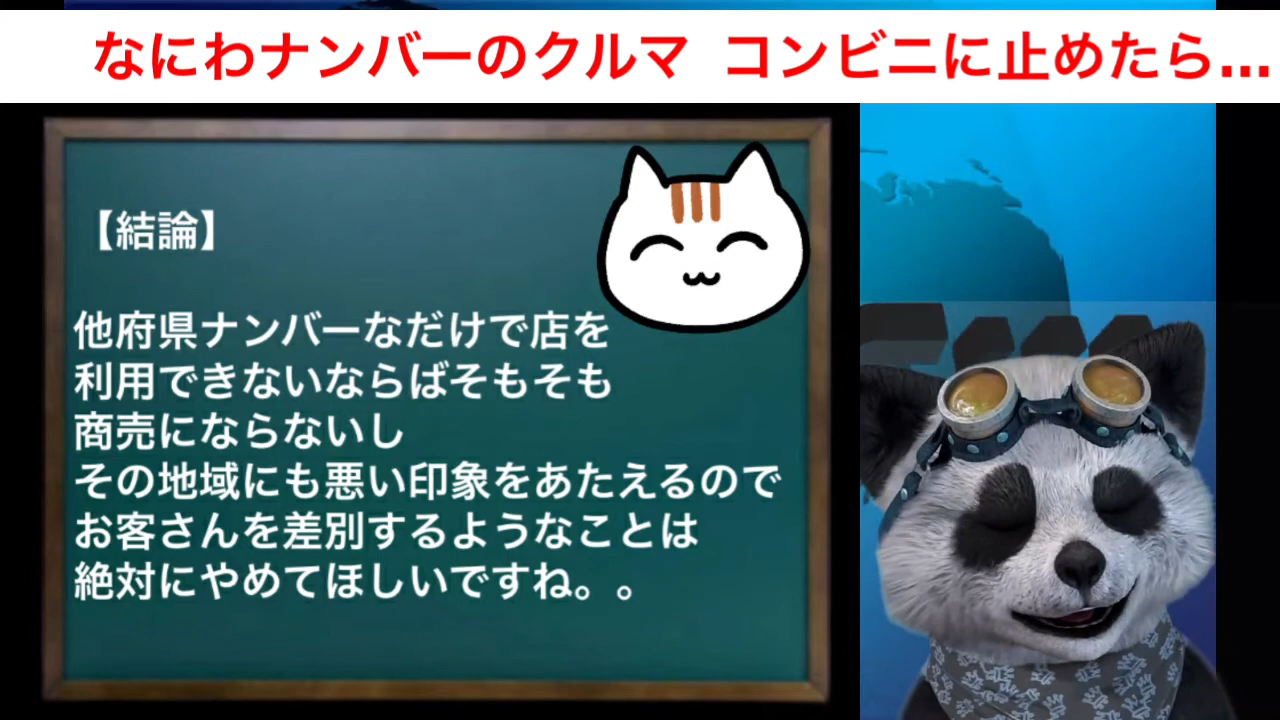 なにわナンバーのクルマ コンビニに止めたら...
【結論】
他府県ナンバーなだけで店を
利用できないならばそもそも
商売にならないし
その地域にも悪い印象をあたえるので
お客さんを差別するようなことは
絶対にやめてほしいですね。。